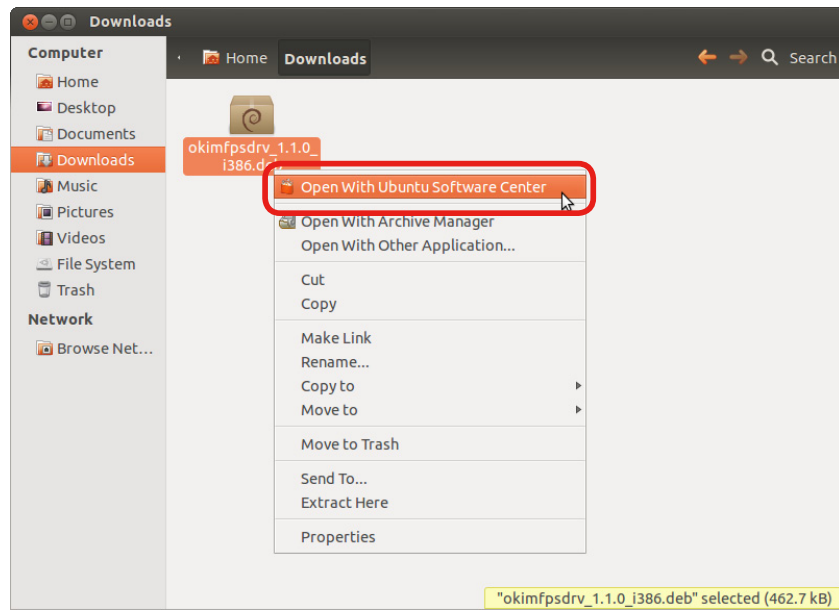 Downloads
Computer
Home
Desktop
Documents
Downloads
Music
Pictures
Videos
File System
Trash
Network
Browse Net...
Home Downloads
Search
okimfpsdrv_1.1.0_
i386.deb
Open With Ubuntu Software Center
Open With Archive Manager
Open With Other Application...
Cut
Copy
Make Link
Rename...
Copy to
Move to
Move to Trash
Send To...
Extract Here
Properties
"okimfpsdrv_1.1.0_i386.deb" selected (462.7 kB)